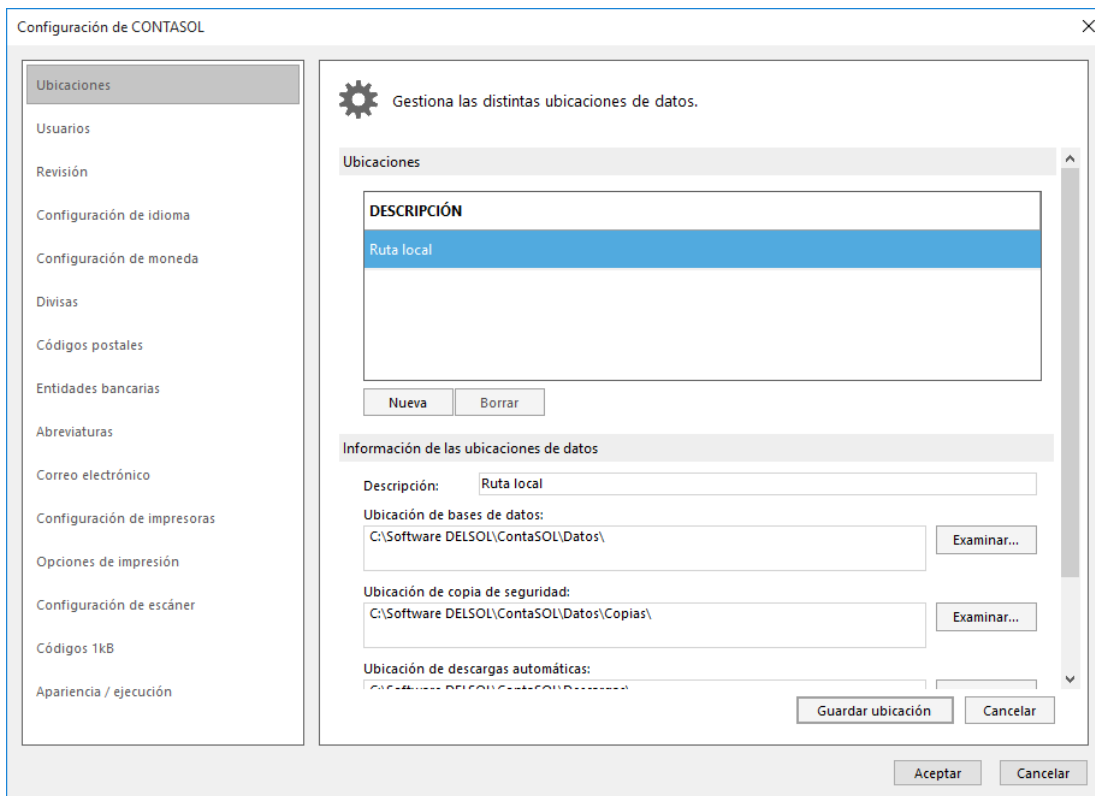 Configuración de CONTASOL
Ubicaciones
Usuarios
Revisión
Configuración de idioma
Configuración de moneda
Divisas
Códigos postales
Entidades bancarias
Abreviaturas
Correo electrónico
Configuración de impresoras
Opciones de impresión
Configuración de escáner
Códigos 1kB
Apariencia / ejecución
Gestiona las distintas ubicaciones de datos.
Ubicaciones
DESCRIPCIÓN
Ruta local
Nueva
Borrar
Información de las ubicaciones de datos
Descripción:
Ruta local
Ubicación de bases de datos:
C:\Software DELSOL\ContaSOL\Datos\
Examinar...
Ubicación de copia de seguridad:
C:\Software DELSOL\ContaSOL\Datos\Copias\
Examinar...
Ubicación de descargas automáticas:
C:\Software DELSOL\ContaSOL\Descargas\
Guardar ubicación
Cancelar
Aceptar
Cancelar